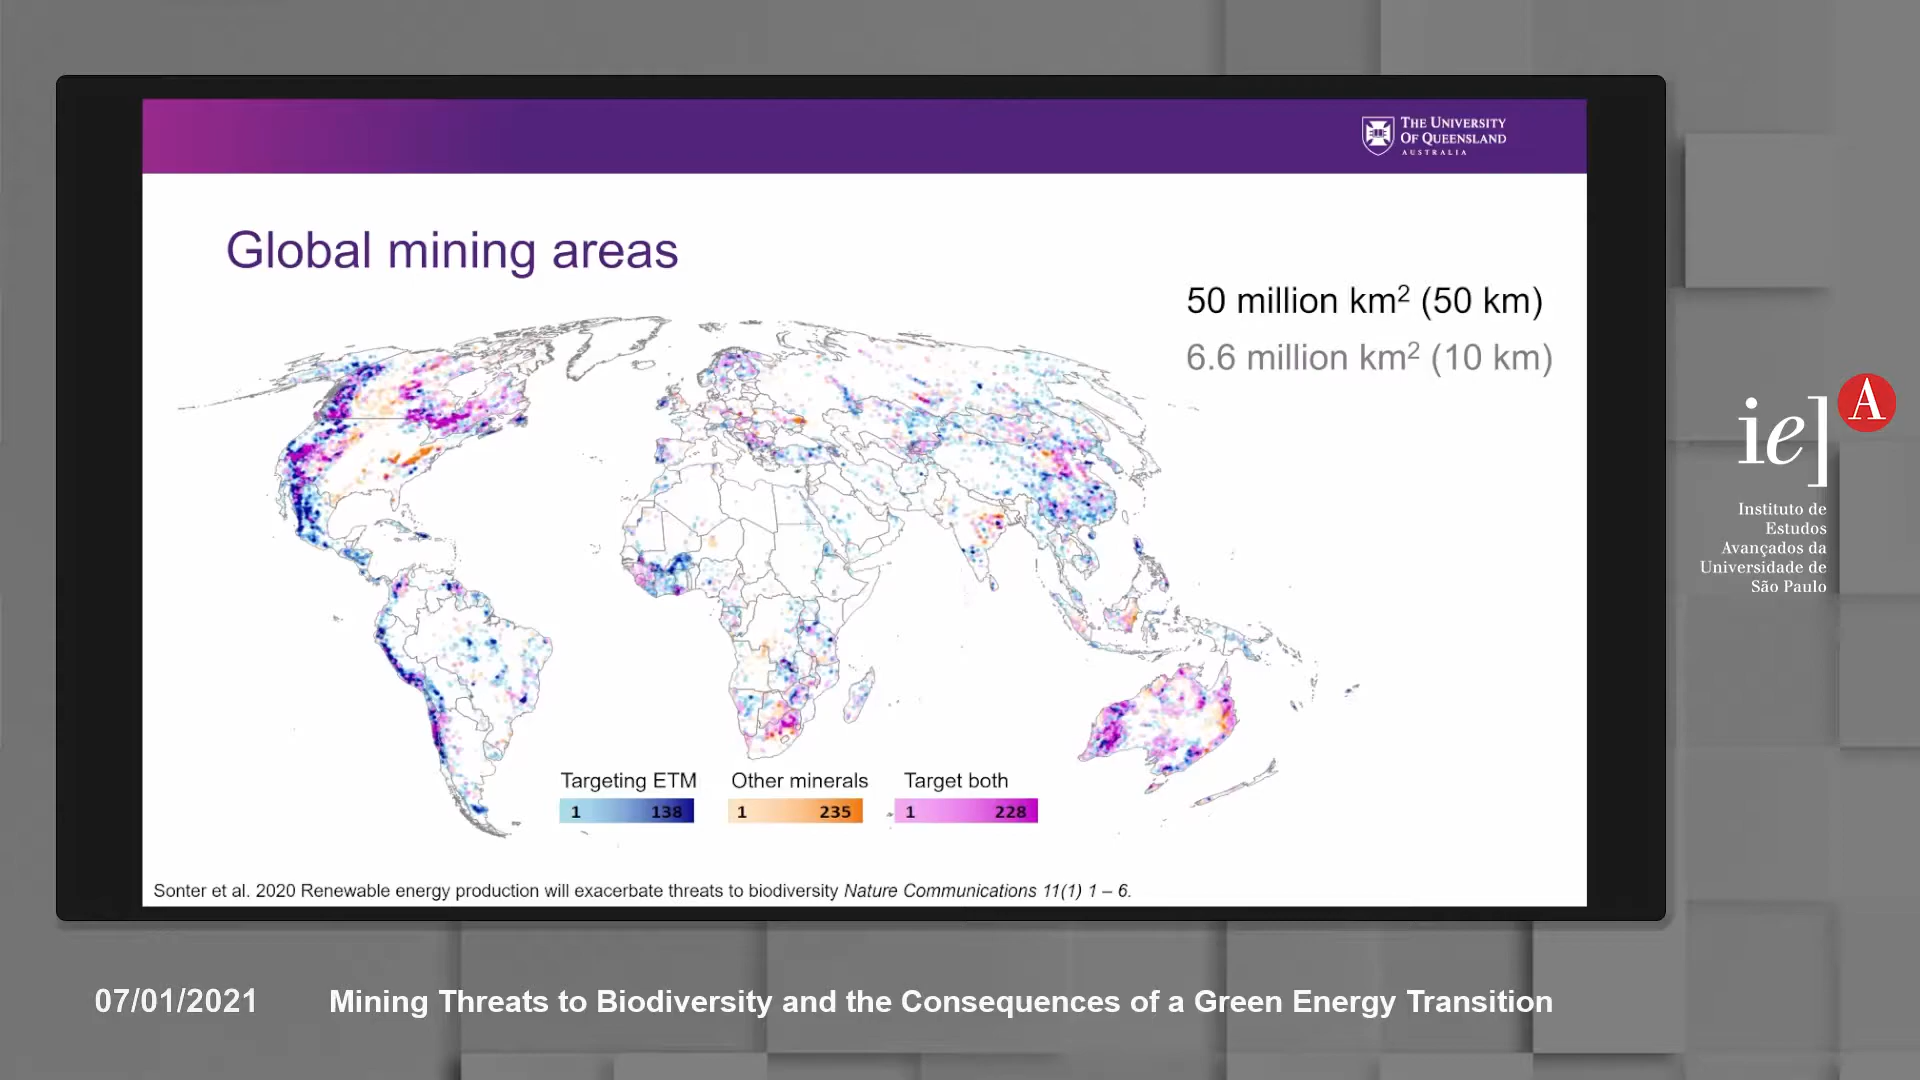 THE UNIVERSITY
OF QUEENSLAND
AUSTRALIA
Global mining areas
50 million km² (50 km)
6.6 million km² (10 km)
Targeting ETM
Other minerals
Target both
1 138
1 235
1 228
Sonter et al. 2020 Renewable energy production will exacerbate threats to biodiversity Nature Communications 11(1) 1 – 6.
ie] A
Instituto de
Estudos
Avançados da
Universidade de
São Paulo
07/01/2021
Mining Threats to Biodiversity and the Consequences of a Green Energy Transition